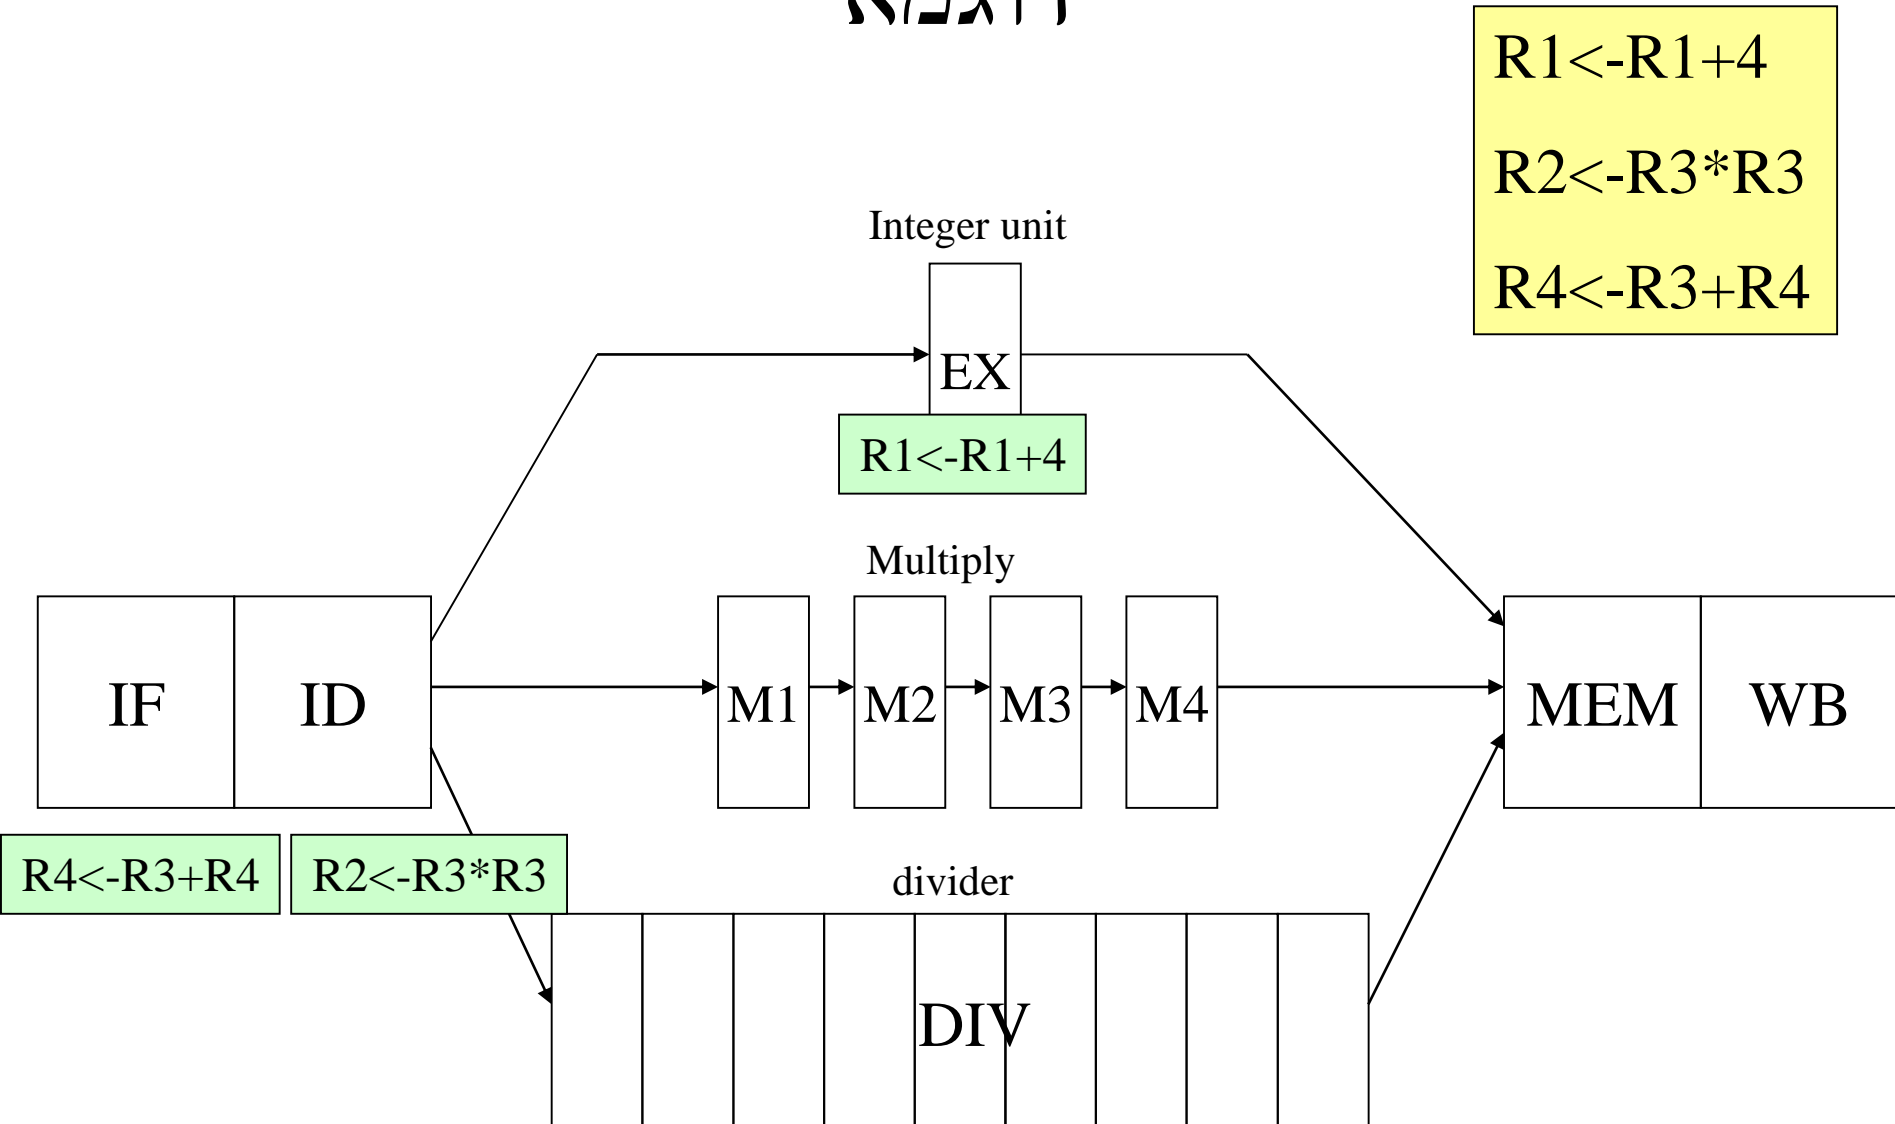 R1<-R1+4
R2<-R3*R3
R4<-R3+R4
Integer unit
EX
R1<-R1+4
Multiply
IF ID M1 M2 M3 M4 MEM WB
R4<-R3+R4 R2<-R3*R3
divider
DIV